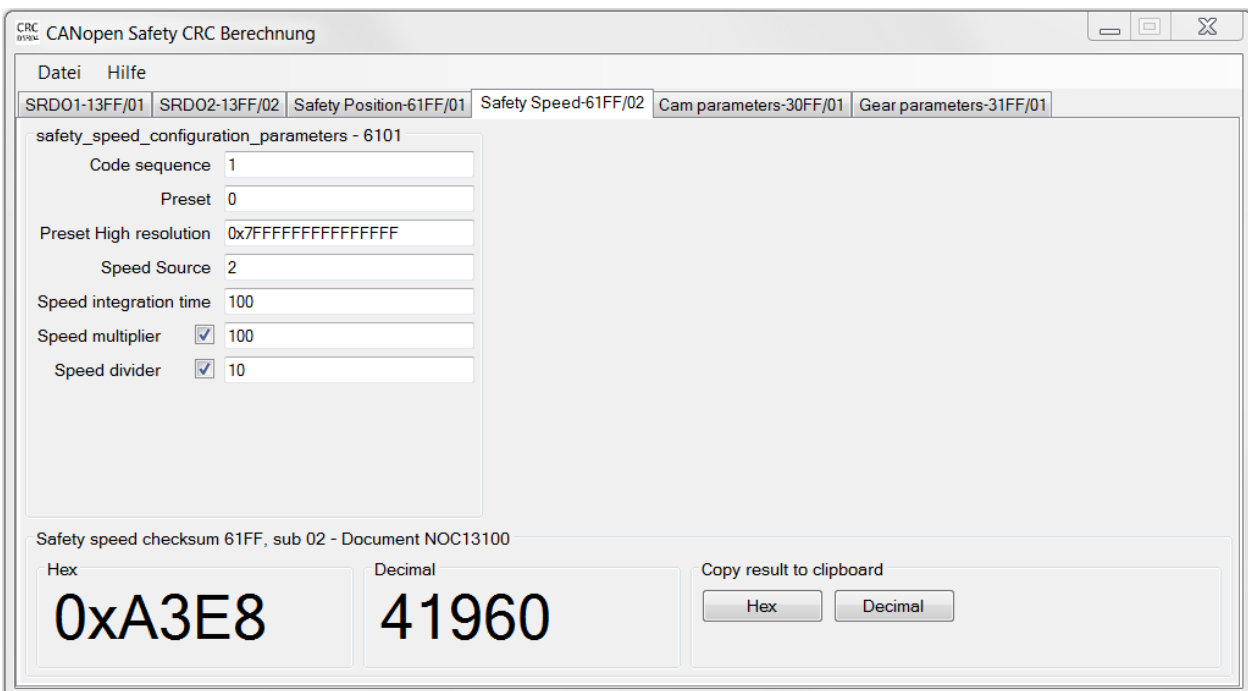 CRC DS304 CANopen Safety CRC Berechnung
Datei Hilfe
SRDO1-13FF/01 SRDO2-13FF/02 Safety Position-61FF/01 Safety Speed-61FF/02 Cam parameters-30FF/01 Gear parameters-31FF/01
safety_speed_configuration_parameters - 6101
Code sequence 1
Preset 0
Preset High resolution 0x7FFFFFFFFFFFFFFF
Speed Source 2
Speed integration time 100
Speed multiplier 100
Speed divider 10
Safety speed checksum 61FF, sub 02 - Document NOC13100
Hex Decimal Copy result to clipboard
0xA3E8 41960 Hex Decimal